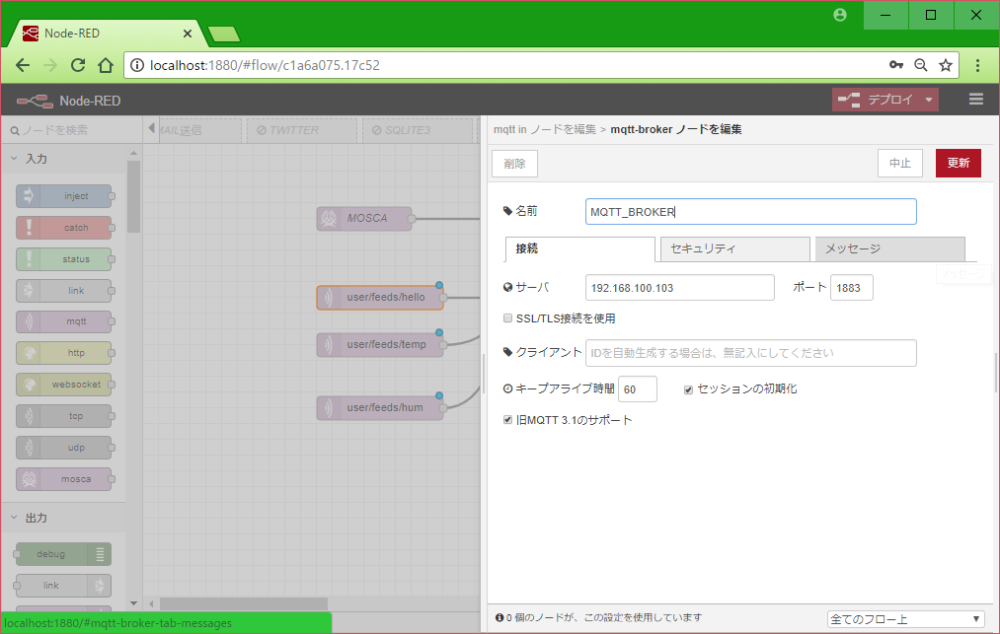 Node-RED
localhost:1880/#flow/c1a6a075.17c52
Node-RED
デプロイ
ノードを検索
入力
inject
catch
status
link
mqtt
http
websocket
tcp
udp
mosca
出力
debug
link
AIL送信
TWITTER
SQLITE3
MOSCA
user/feeds/hello
user/feeds/temp
user/feeds/hum
mqtt in ノードを編集 > mqtt-broker ノードを編集
削除
中止
更新
名前
MQTT_BROKER
接続
セキュリティ
メッセージ
メッセージ
サーバ
192.168.100.103
ポート
1883
SSL/TLS接続を使用
クライアント
IDを自動生成する場合は、無記入にしてください
キープアライブ時間
60
セッションの初期化
旧MQTT 3.1のサポート
0 個のノードが、この設定を使用しています
全てのフロー上
localhost:1880/#mqtt-broker-tab-messages